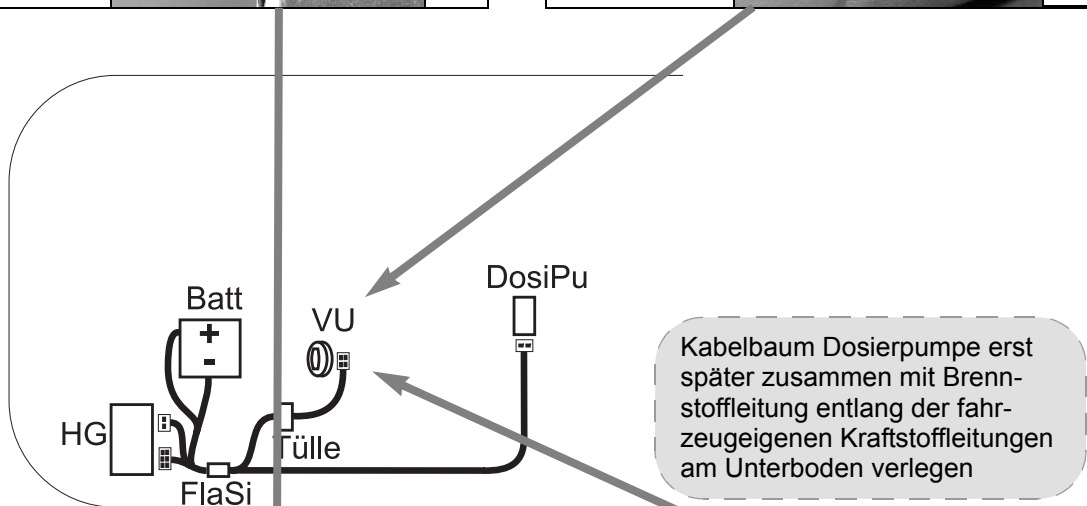 DosiPu
Batt
VU
+
-
HG
Tülle
FlaSi
Kabelbaum Dosierpumpe erst
später zusammen mit Brenn-
stoffleitung entlang der fahr-
zeugeigenen Kraftstoffleitungen
am Unterboden verlegen